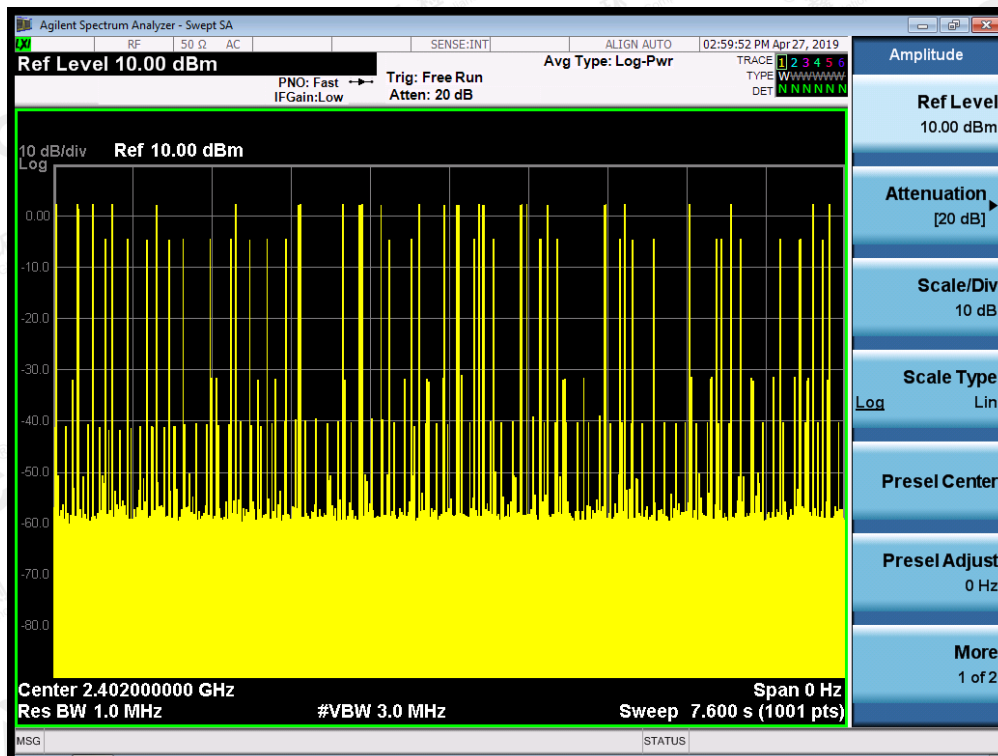 Agilent Spectrum Analyzer - Swept SA
LXI RF 50 Ω AC SENSE:INT ALIGN AUTO 02:59:52 PM Apr 27, 2019
Ref Level 10.00 dBm
PNO: Fast
IFGain:Low
Trig: Free Run
Atten: 20 dB
Avg Type: Log-Pwr
TRACE 1 2 3 4 5 6
TYPE W
DET N N N N N N
10 dB/div Ref 10.00 dBm
Log
0.00
-10.0
-20.0
-30.0
-40.0
-50.0
-60.0
-70.0
-80.0
Center 2.402000000 GHz Span 0 Hz
Res BW 1.0 MHz #VBW 3.0 MHz Sweep 7.600 s (1001 pts)
MSG STATUS
Amplitude
Ref Level
10.00 dBm
Attenuation
[20 dB]
Scale/Div
10 dB
Scale Type
Log Lin
Presel Center
Presel Adjust
0 Hz
More
1 of 2